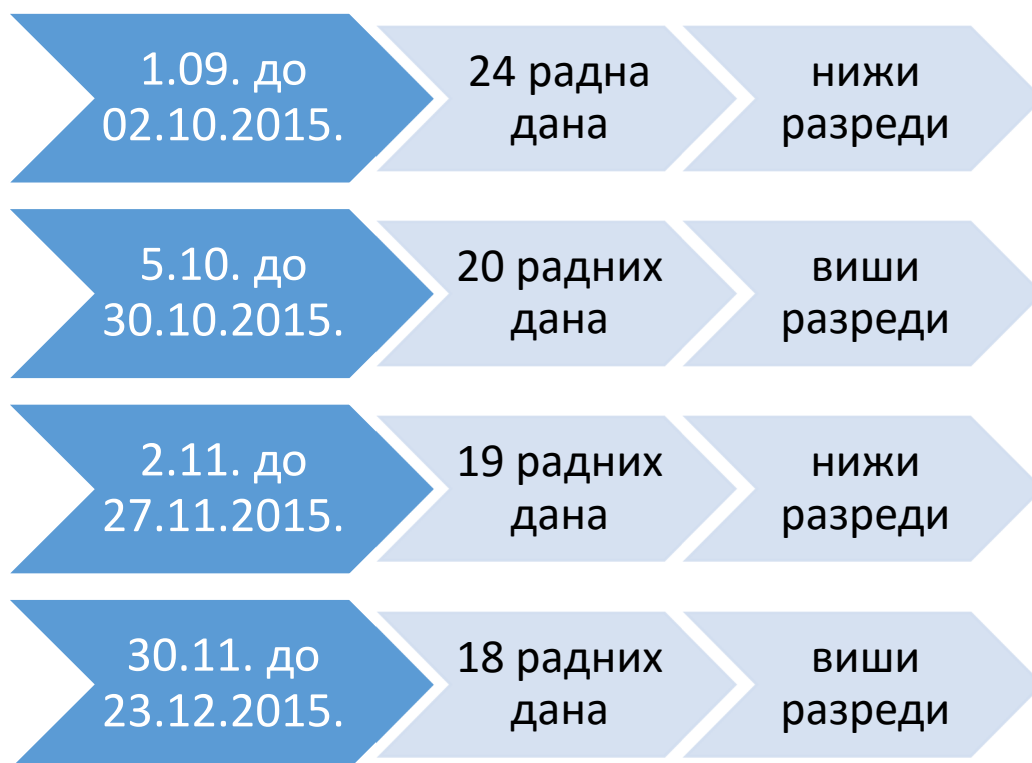 1.09. до
02.10.2015.
24 радна
дана
нижи
разреди
5.10. до
30.10.2015.
20 радних
дана
виши
разреди
2.11. до
27.11.2015.
19 радних
дана
нижи
разреди
30.11. до
23.12.2015.
18 радних
дана
виши
разреди